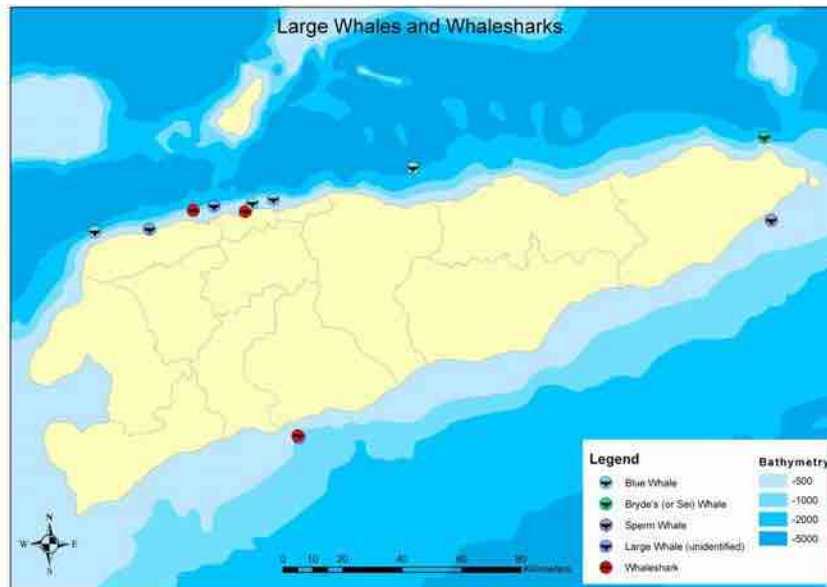 Large Whales and Whalesharks
Legend
Blue Whale
Bryde's (or Sei) Whale
Sperm Whale
Large Whale (unidentified)
Whaleshark
Bathymetry
-500
-1000
-2000
-5000
N
W E
S
0 20 40 60 80
Kilometers